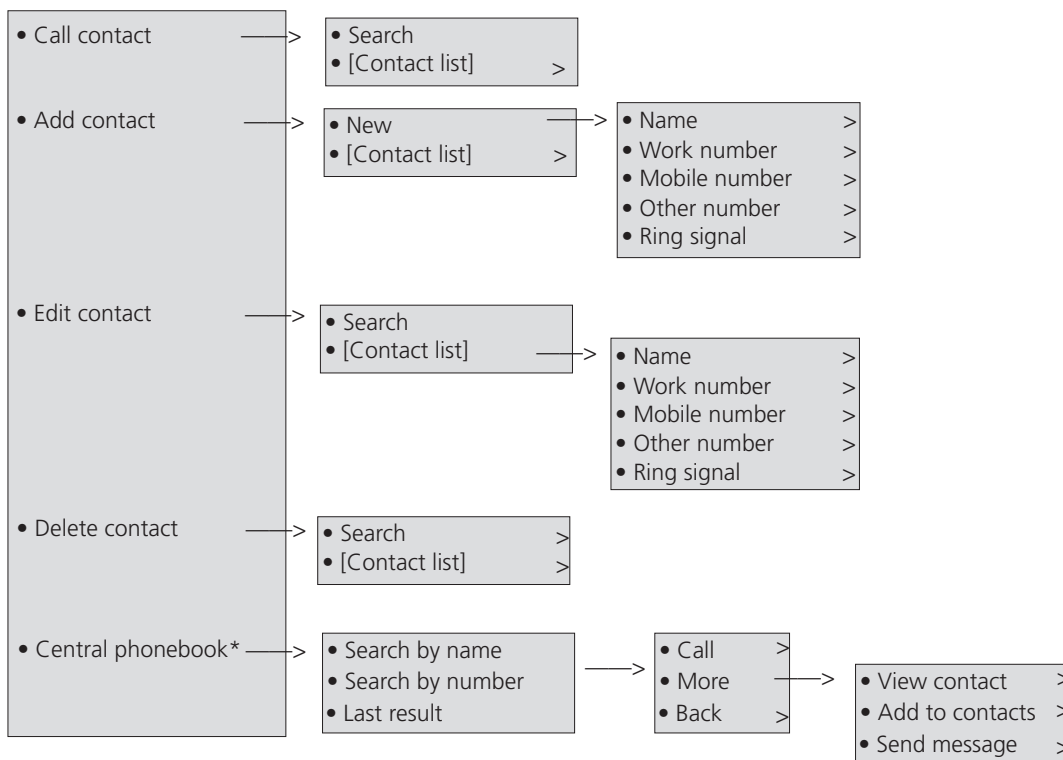 • Call contact
• Search
• [Contact list] >
• Add contact
• New
• [Contact list] >
• Name >
• Work number >
• Mobile number >
• Other number >
• Ring signal >
• Edit contact
• Search
• [Contact list]
• Name >
• Work number >
• Mobile number >
• Other number >
• Ring signal >
• Delete contact
• Search >
• [Contact list] >
• Central phonebook*
• Search by name
• Search by number
• Last result
• Call >
• More
• Back >
• View contact >
• Add to contacts >
• Send message >